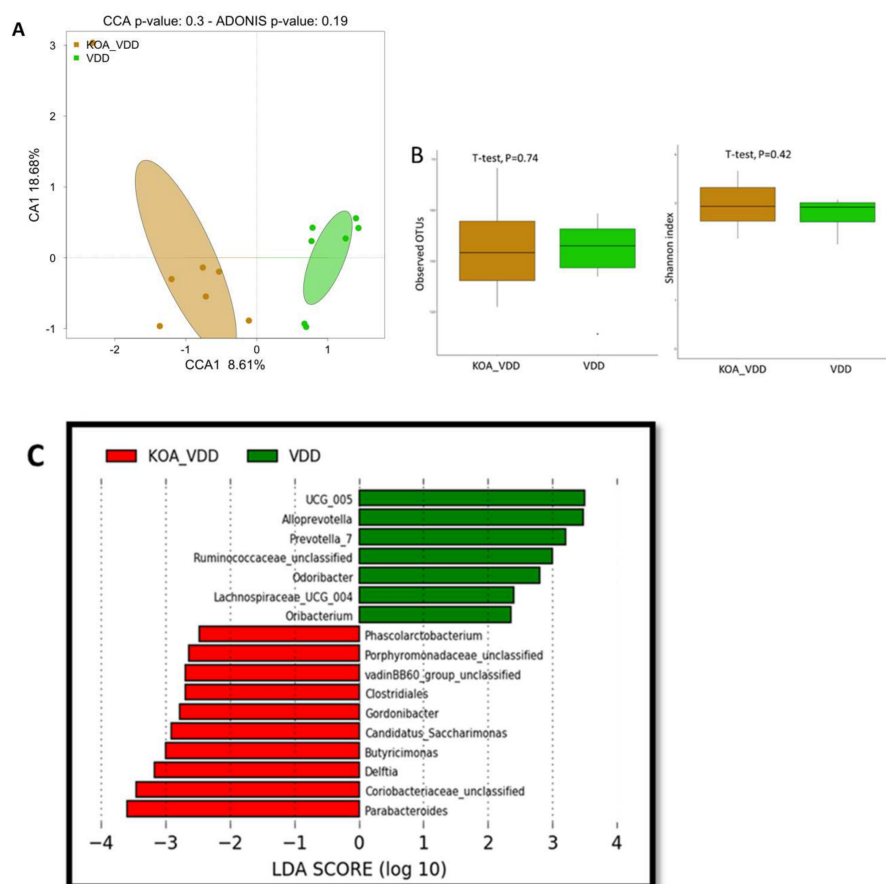 CCA p-value: 0.3 - ADONIS p-value: 0.19
A
KOA_VDD
VDD
3
2
1
0
-1
CA1 18.68%
-2
-1
0
1
CCA1 8.61%
B
T-test, P=0.74
Observed OTUs
KOA_VDD
VDD
T-test, P=0.42
Shannon index
KOA_VDD
VDD
C
KOA_VDD
VDD
UCG_005
Alloprevotella
Prevotella_7
Ruminococcaceae_unclassified
Odoribacter
Lachnospiraceae_UCG_004
Oribacterium
Phascolarctobacterium
Porphyromonadaceae_unclassified
vadinBB60_group_unclassified
Clostridiales
Gordonibacter
Candidatus_Saccharimonas
Butyricimonas
Delftia
Coriobacteriaceae_unclassified
Parabacteroides
−4 −3 −2 −1 0 1 2 3 4
LDA SCORE (log 10)